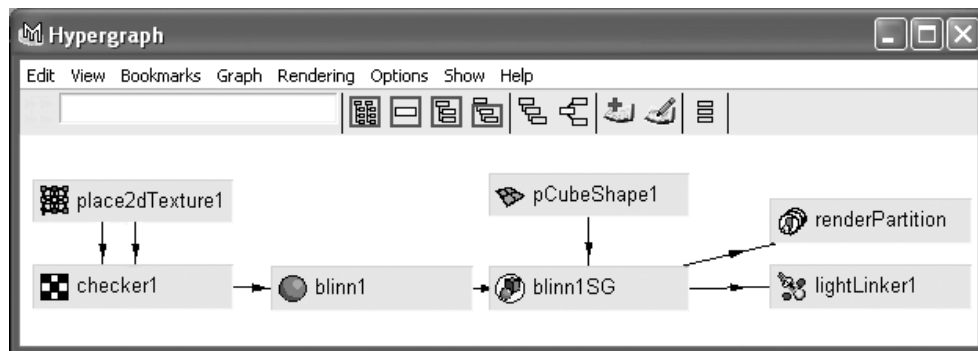 Hypergraph
Edit View Bookmarks Graph Rendering Options Show Help
place2dTexture1
pCubeShape1
renderPartition
checker1
blinn1
blinn1SG
lightLinker1